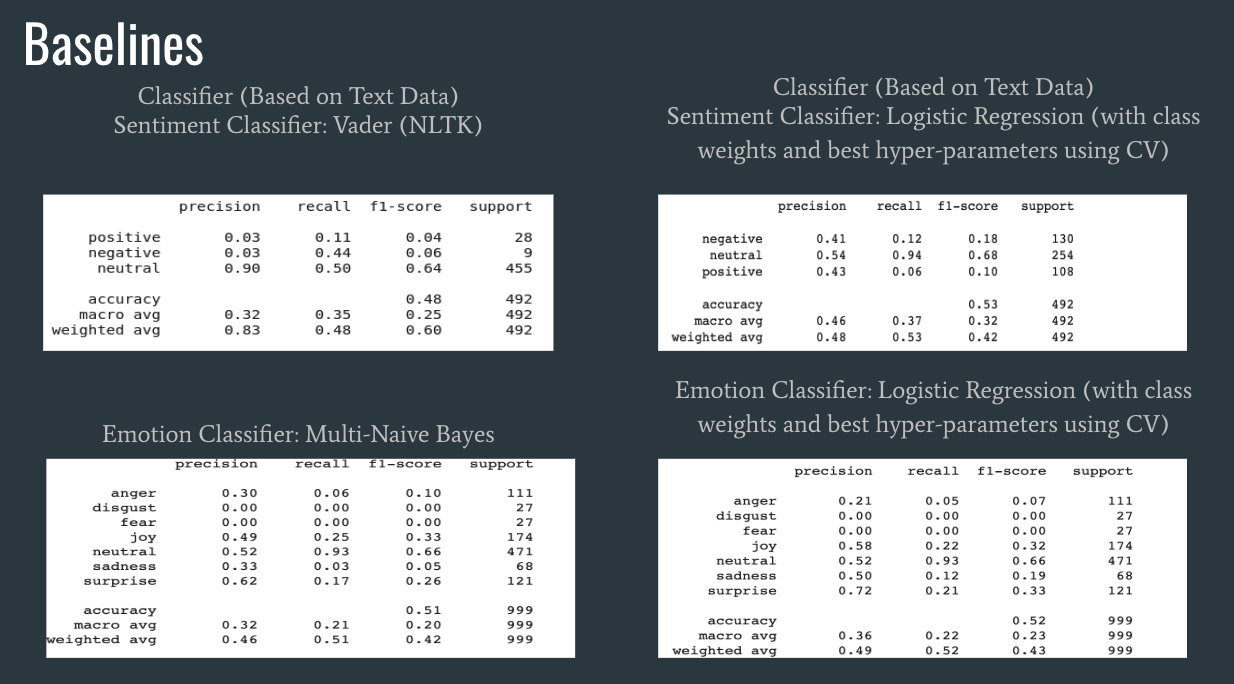 Baselines
Classifier (Based on Text Data)
Sentiment Classifier: Vader (NLTK)
precision recall f1-score support
positive 0.03 0.11 0.04 28
negative 0.03 0.44 0.06 9
neutral 0.90 0.50 0.64 455
accuracy 0.48 492
macro avg 0.32 0.35 0.25 492
weighted avg 0.83 0.48 0.60 492
Classifier (Based on Text Data)
Sentiment Classifier: Logistic Regression (with class
weights and best hyper-parameters using CV)
precision recall f1-score support
negative 0.41 0.12 0.18 130
neutral 0.54 0.94 0.68 254
positive 0.43 0.06 0.10 108
accuracy 0.53 492
macro avg 0.46 0.37 0.32 492
weighted avg 0.48 0.53 0.42 492
Emotion Classifier: Multi-Naive Bayes
precision recall f1-score support
anger 0.30 0.06 0.10 111
disgust 0.00 0.00 0.00 27
fear 0.00 0.00 0.00 27
joy 0.49 0.25 0.33 174
neutral 0.52 0.93 0.66 471
sadness 0.33 0.03 0.05 68
surprise 0.62 0.17 0.26 121
accuracy 0.51 999
macro avg 0.32 0.21 0.20 999
weighted avg 0.46 0.51 0.42 999
Emotion Classifier: Logistic Regression (with class
weights and best hyper-parameters using CV)
precision recall f1-score support
anger 0.21 0.05 0.07 111
disgust 0.00 0.00 0.00 27
fear 0.00 0.00 0.00 27
joy 0.58 0.22 0.32 174
neutral 0.52 0.93 0.66 471
sadness 0.50 0.12 0.19 68
surprise 0.72 0.21 0.33 121
accuracy 0.52 999
macro avg 0.36 0.22 0.23 999
weighted avg 0.49 0.52 0.43 999